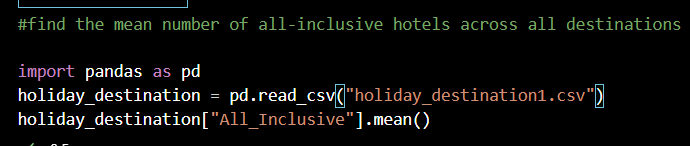 #find the mean number of all-inclusive hotels across all destinations
import pandas as pd
holiday_destination = pd.read_csv("holiday_destination1.csv")
holiday_destination["All_Inclusive"].mean()